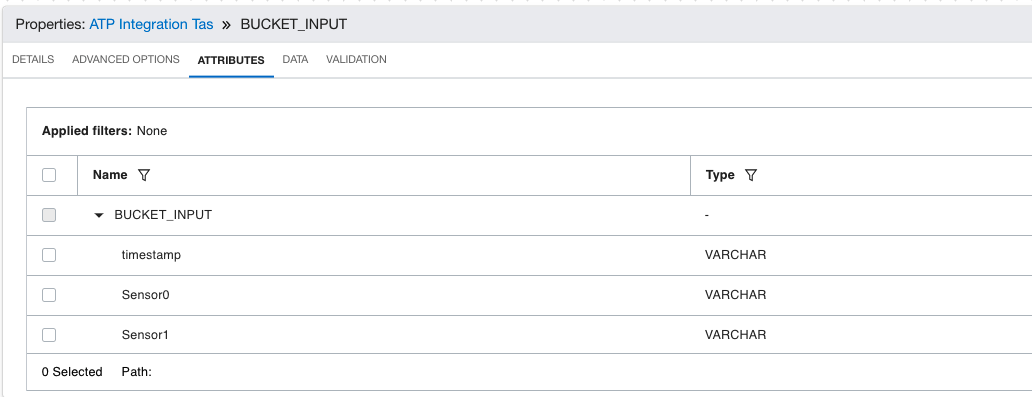 Properties: ATP Integration Tas » BUCKET_INPUT
DETAILS ADVANCED OPTIONS ATTRIBUTES DATA VALIDATION
Applied filters: None
Name Type
BUCKET_INPUT -
timestamp VARCHAR
Sensor0 VARCHAR
Sensor1 VARCHAR
0 Selected Path: